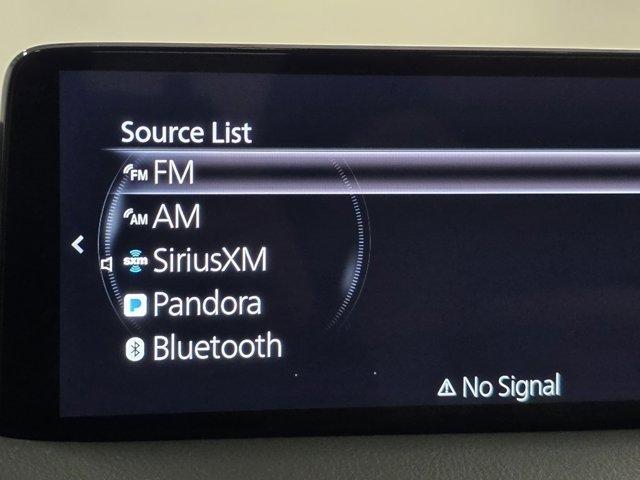 Source List
FM FM
AM AM
sxm SiriusXM
Pandora
Bluetooth
No Signal